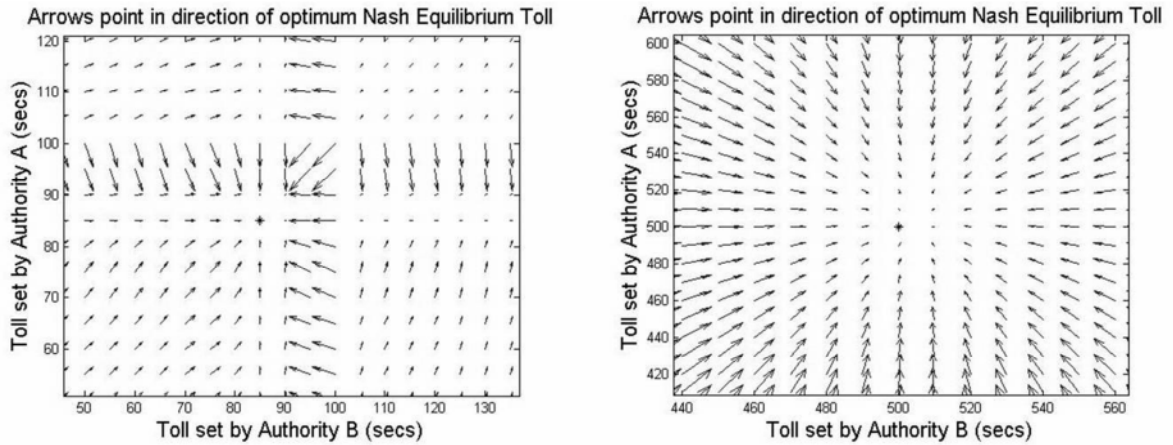 Arrows point in direction of optimum Nash Equilibrium Toll
120
110
100
90
80
70
60
Toll set by Authority A (secs)
50 60 70 80 90 100 110 120 130
Toll set by Authority B (secs)
Arrows point in direction of optimum Nash Equilibrium Toll
600
580
560
540
520
500
480
460
440
420
Toll set by Authority A (secs)
440 460 480 500 520 540 560
Toll set by Authority B (secs)